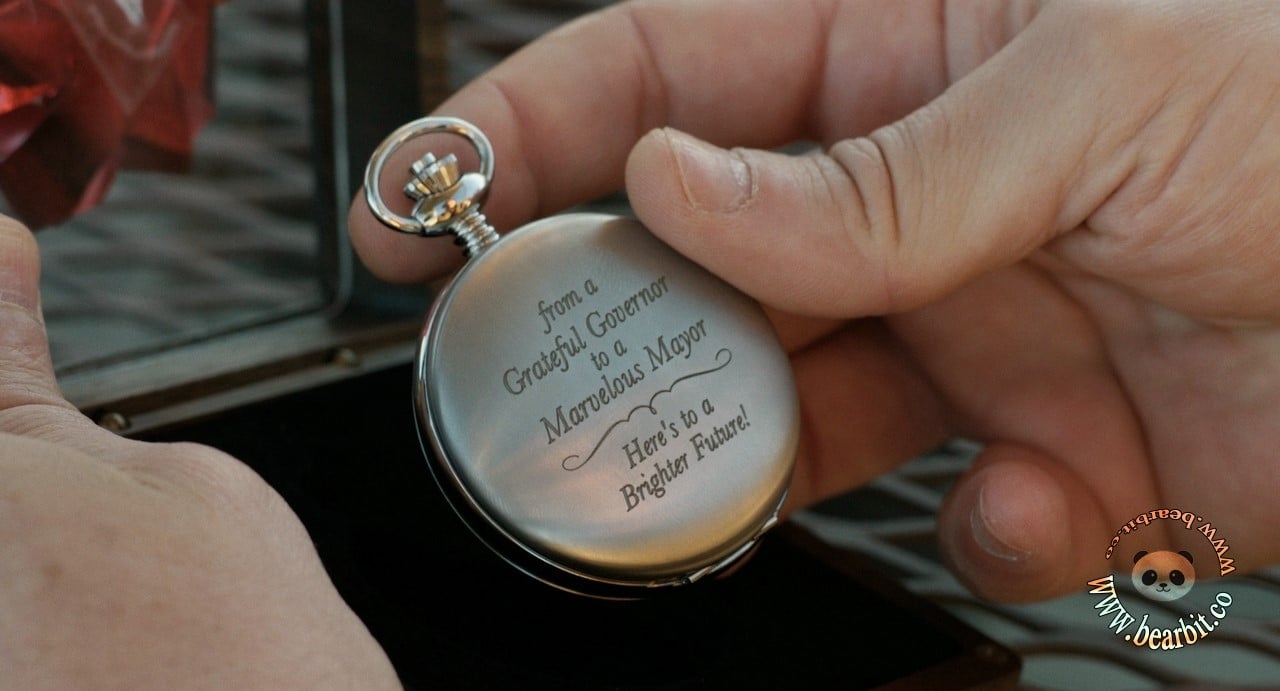 from a
Grateful Governor
to a
Marvelous Mayor
Here's to a
Brighter Future!
www.bearbit.co
www.bearbit.co